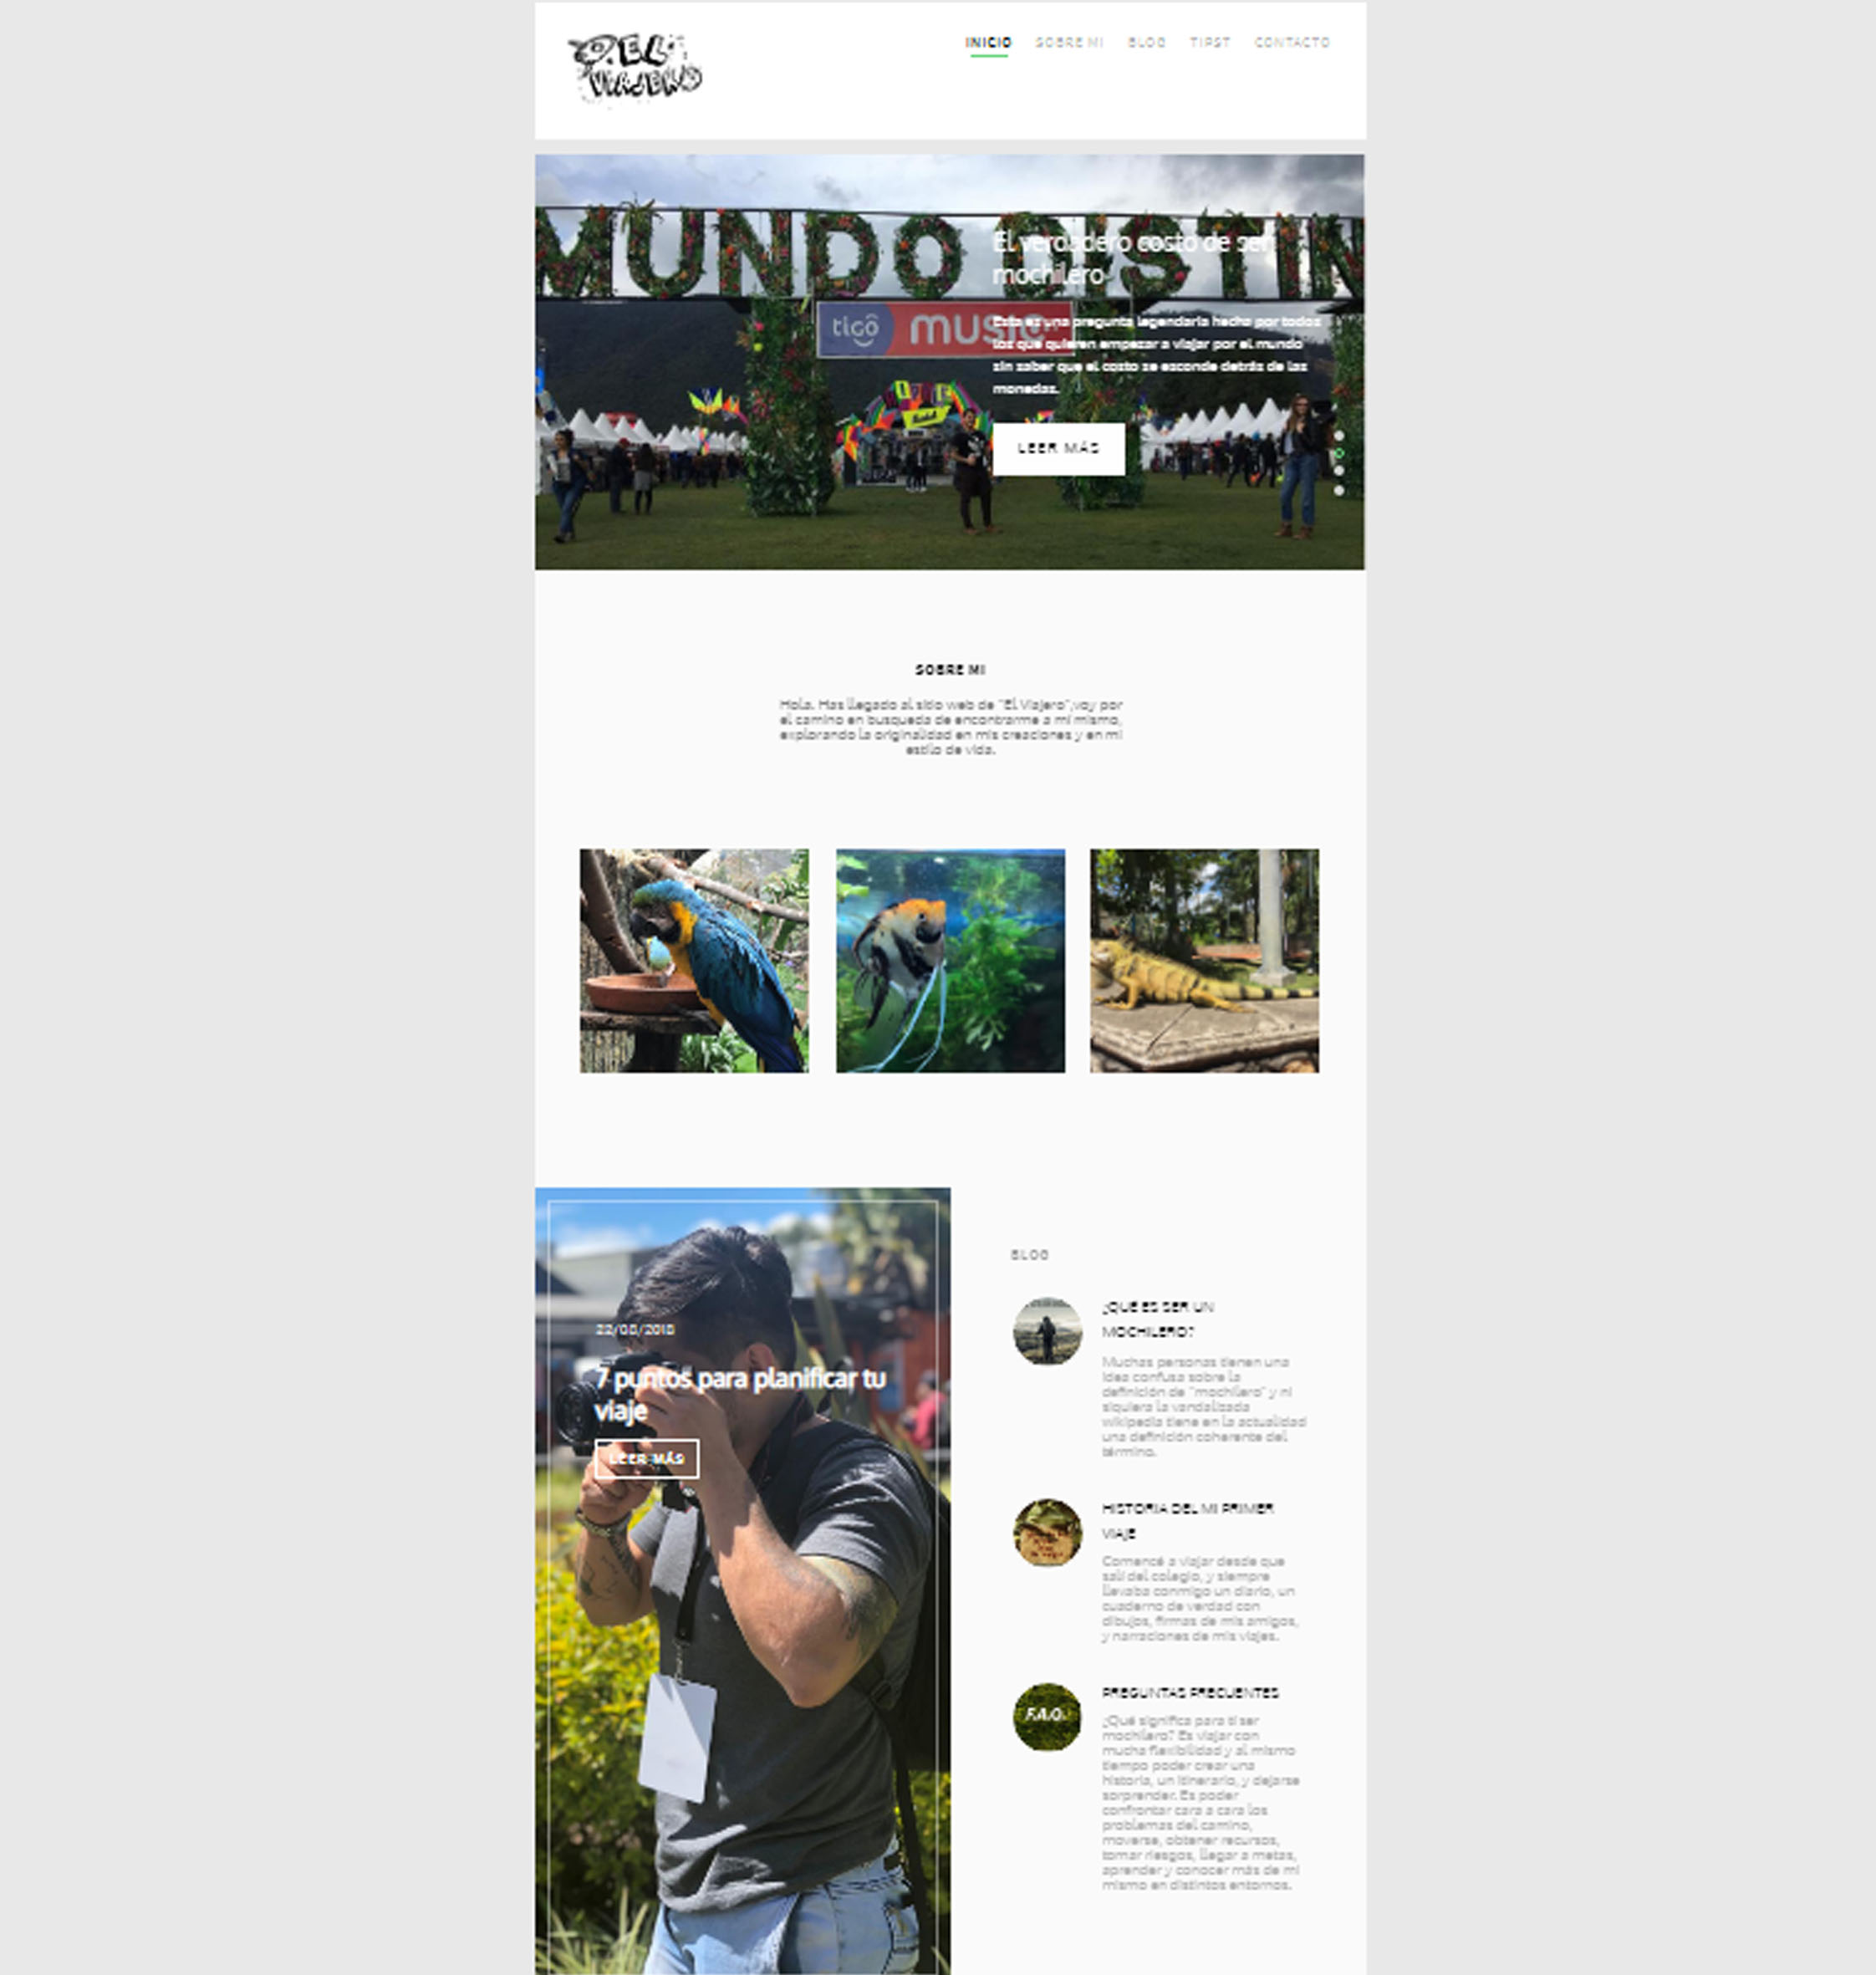 EL
VIAJERO
INICIO SOBRE MI BLOG TIPST CONTACTO
MUNDO DISTIN
El verdadero costo de ser
mochilero
tigo music
Esta es una pregunta legendaria hecha por todos
los que quieren empezar a viajar por el mundo
sin saber que el costo se esconde detrás de las
monedas.
LEER MÁS
SOBRE MI
Hola. Has llegado al sitio web de "El Viajero",voy por
el camino en busqueda de encontrarme a mi mismo,
explorando la originalidad en mis creaciones y en mi
estilo de vida.
22/08/2018
7 puntos para planificar tu
viaje
LEER MÁS
BLOG
¿QUÉ ES SER UN
MOCHILERO?
Muchas personas tienen una
idea confusa sobre la
definición de "mochilero" y ni
siquiera la vandalizada
wikipedia tiene en la actualidad
una definición coherente del
término.
HISTORIA DEL MI PRIMER
VIAJE
Comencé a viajar desde que
salí del colegio, y siempre
llevaba conmigo un diario, un
cuaderno de verdad con
dibujos, firmas de mis amigos,
y narraciones de mis viajes.
F.A.Q.
PREGUNTAS FRECUENTES
¿Qué significa para ti ser
mochilero? Es viajar con
mucha flexibilidad y al mismo
tiempo poder crear una
historia, un itinerario, y dejarse
sorprender. Es poder
confrontar cara a cara los
problemas del camino,
moverse, obtener recursos,
tomar riesgos, llegar a metas,
aprender y conocer más de mi
mismo en distintos entornos.